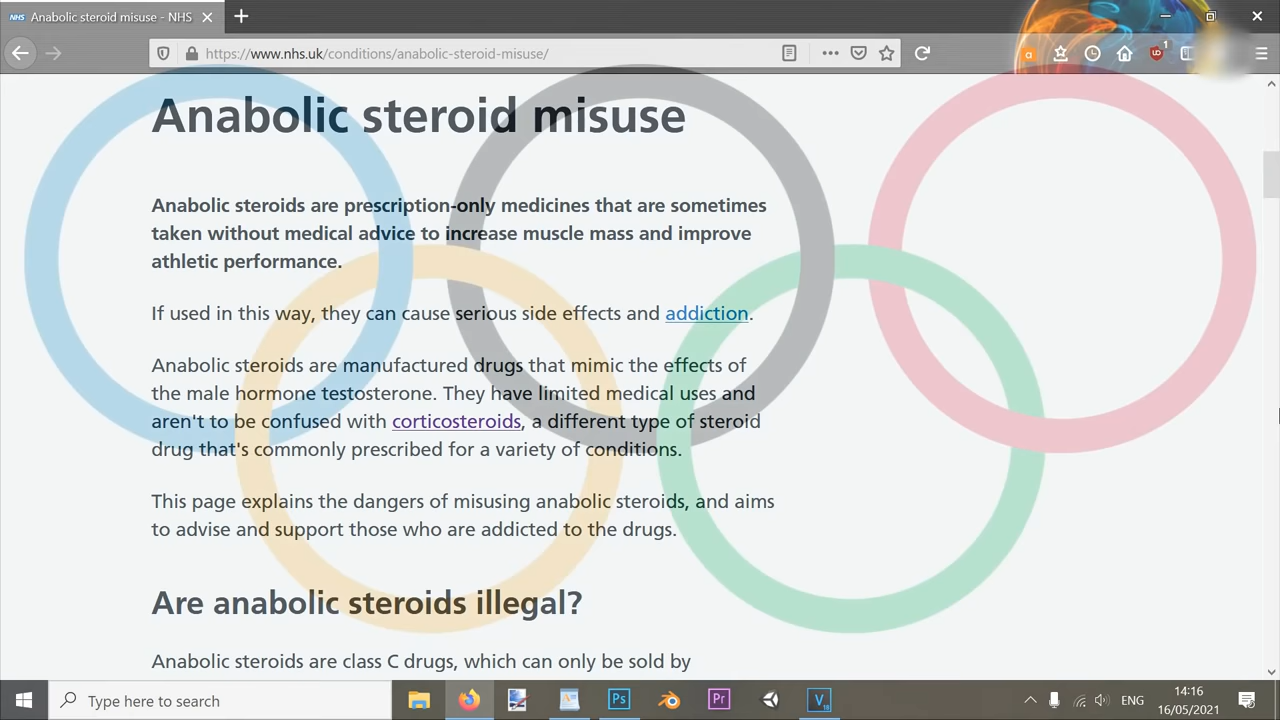 NHS Anabolic steroid misuse - NHS
https://www.nhs.uk/conditions/anabolic-steroid-misuse/
1
Anabolic steroid misuse
Anabolic steroids are prescription-only medicines that are sometimes
taken without medical advice to increase muscle mass and improve
athletic performance.
If used in this way, they can cause serious side effects and addiction.
Anabolic steroids are manufactured drugs that mimic the effects of
the male hormone testosterone. They have limited medical uses and
aren't to be confused with corticosteroids, a different type of steroid
drug that's commonly prescribed for a variety of conditions.
This page explains the dangers of misusing anabolic steroids, and aims
to advise and support those who are addicted to the drugs.
Are anabolic steroids illegal?
Anabolic steroids are class C drugs, which can only be sold by
Type here to search
Ps
Pr
V
18
ENG
14:16
16/05/2021